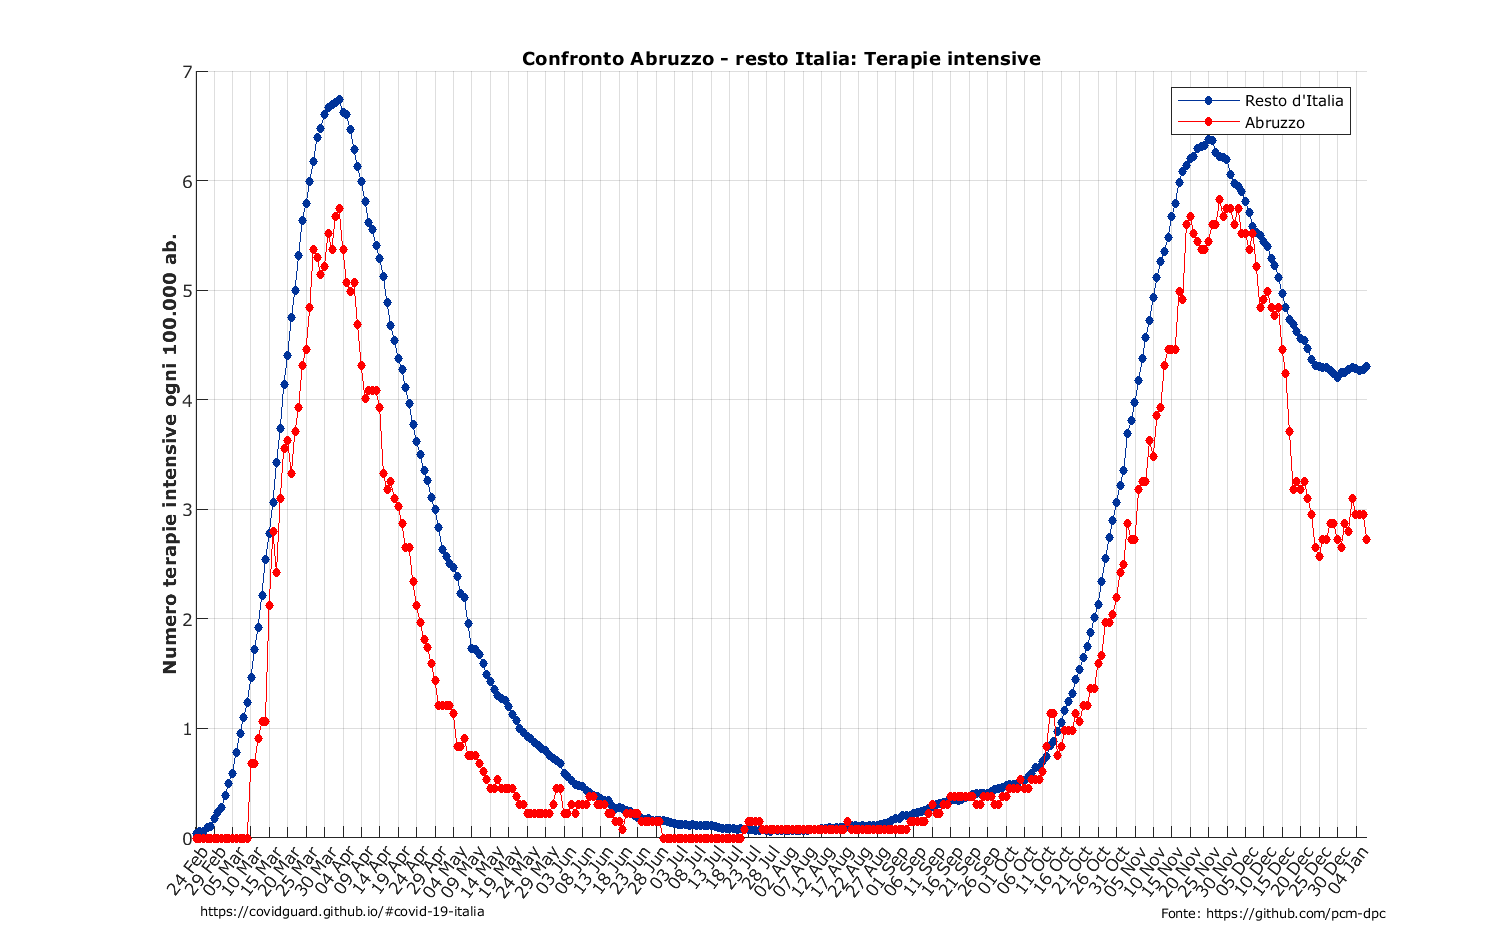 Confronto Abruzzo - resto Italia: Terapie intensive
Resto d'Italia
Abruzzo
Numero terapie intensive ogni 100.000 ab.
7
6
5
4
3
2
1
0
24 Feb
29 Feb
05 Mar
10 Mar
15 Mar
20 Mar
25 Mar
30 Mar
04 Apr
09 Apr
14 Apr
19 Apr
24 Apr
29 Apr
04 May
09 May
14 May
19 May
24 May
29 May
03 Jun
08 Jun
13 Jun
18 Jun
23 Jun
28 Jun
03 Jul
08 Jul
13 Jul
18 Jul
23 Jul
28 Jul
02 Aug
07 Aug
12 Aug
17 Aug
22 Aug
27 Aug
01 Sep
06 Sep
11 Sep
16 Sep
21 Sep
26 Sep
01 Oct
06 Oct
11 Oct
16 Oct
21 Oct
26 Oct
31 Oct
05 Nov
10 Nov
15 Nov
20 Nov
25 Nov
30 Nov
05 Dec
10 Dec
15 Dec
20 Dec
25 Dec
30 Dec
04 Jan
https://covidguard.github.io/#covid-19-italia
Fonte: https://github.com/pcm-dpc